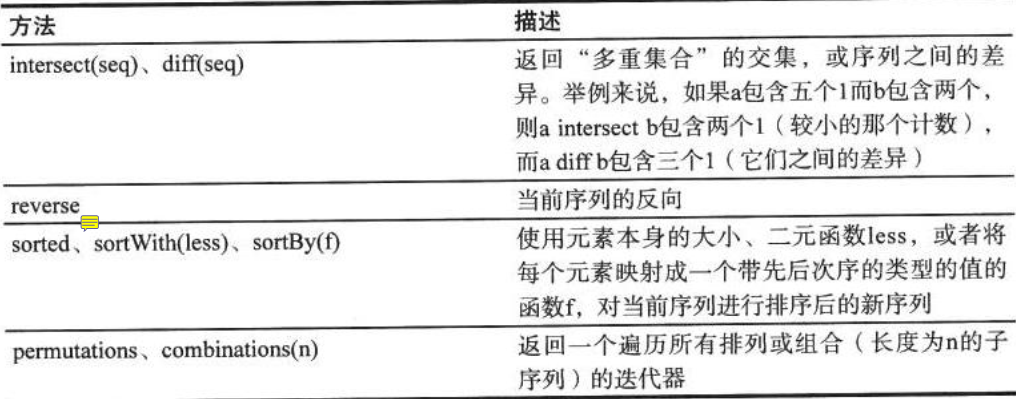 方法 描述
intersect(seq)、diff(seq) 返回“多重集合”的交集，或序列之间的差
异。举例来说，如果a包含五个1而b包含两个，
则a intersect b包含两个1（较小的那个计数），
而a diff b包含三个1（它们之间的差异）
reverse 当前序列的反向
sorted、sortWith(less)、sortBy(f) 使用元素本身的大小、二元函数less，或者将
每个元素映射成一个带先后次序的类型的值的
函数f，对当前序列进行排序后的新序列
permutations、combinations(n) 返回一个遍历所有排列或组合（长度为n的子
序列）的迭代器